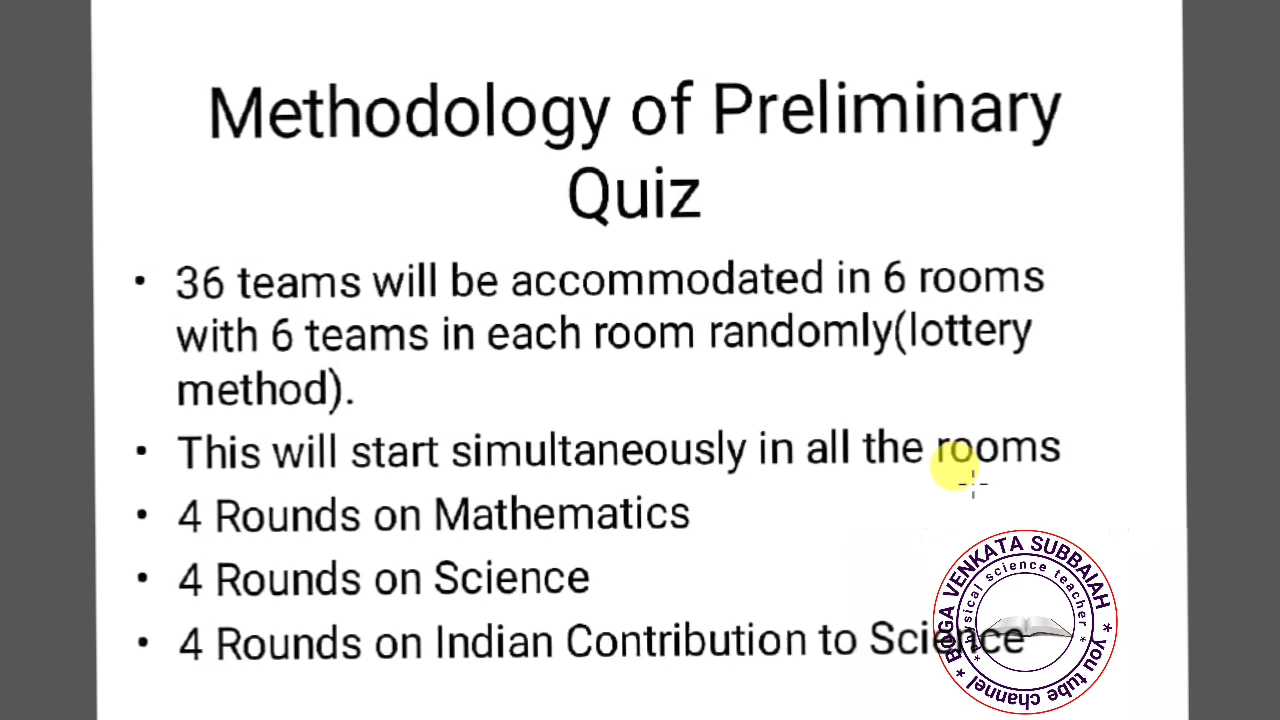 Methodology of Preliminary
Quiz
• 36 teams will be accommodated in 6 rooms
with 6 teams in each room randomly(lottery
method).
• This will start simultaneously in all the rooms
• 4 Rounds on Mathematics
• 4 Rounds on Science
• 4 Rounds on Indian Contribution to Science
BOGA VENKATA SUBBAIAH * You tube channel *
physical science teacher * *